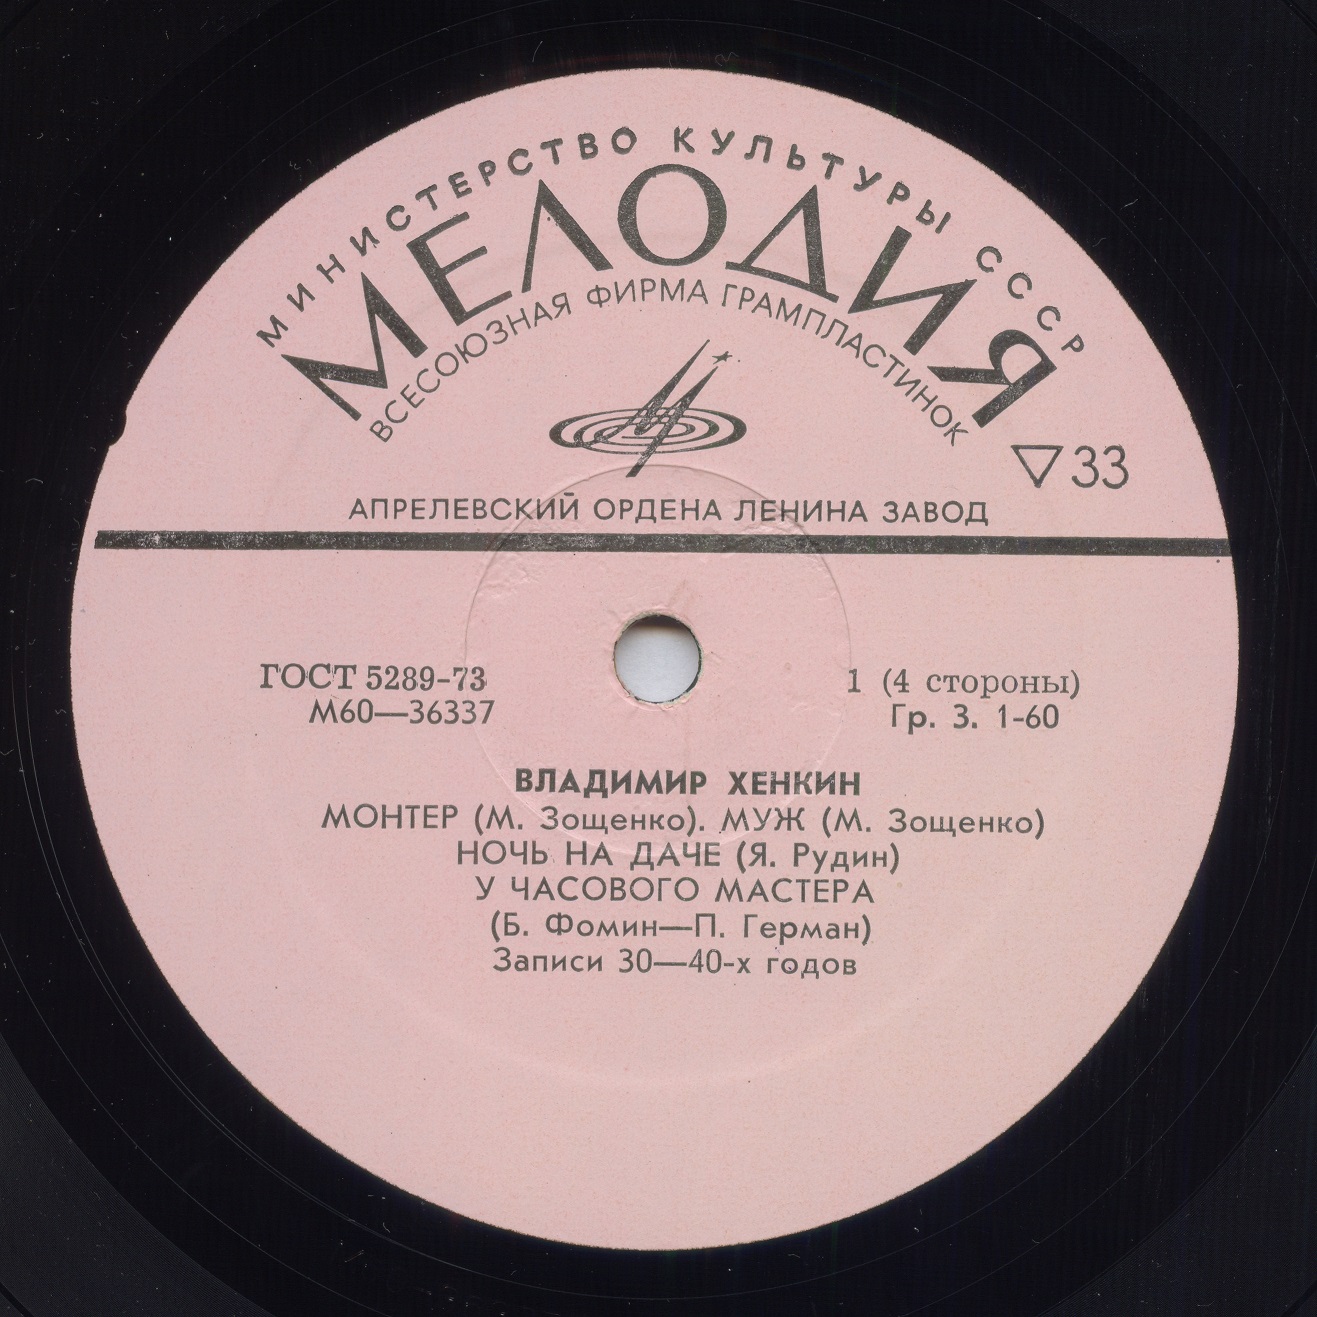 МИНИСТЕРСТВО КУЛЬТУРЫ СССР
МЕЛОДИЯ
ВСЕСОЮЗНАЯ ФИРМА ГРАМПЛАСТИНОК
33
АПРЕЛЕВСКИЙ ОРДЕНА ЛЕНИНА ЗАВОД
ГОСТ 5289-73
М60—36337
1 (4 стороны)
Гр. 3. 1-60
ВЛАДИМИР ХЕНКИН
МОНТЕР (М. Зощенко). МУЖ (М. Зощенко)
НОЧЬ НА ДАЧЕ (Я. Рудин)
У ЧАСОВОГО МАСТЕРА
(Б. Фомин—П. Герман)
Записи 30—40-х годов